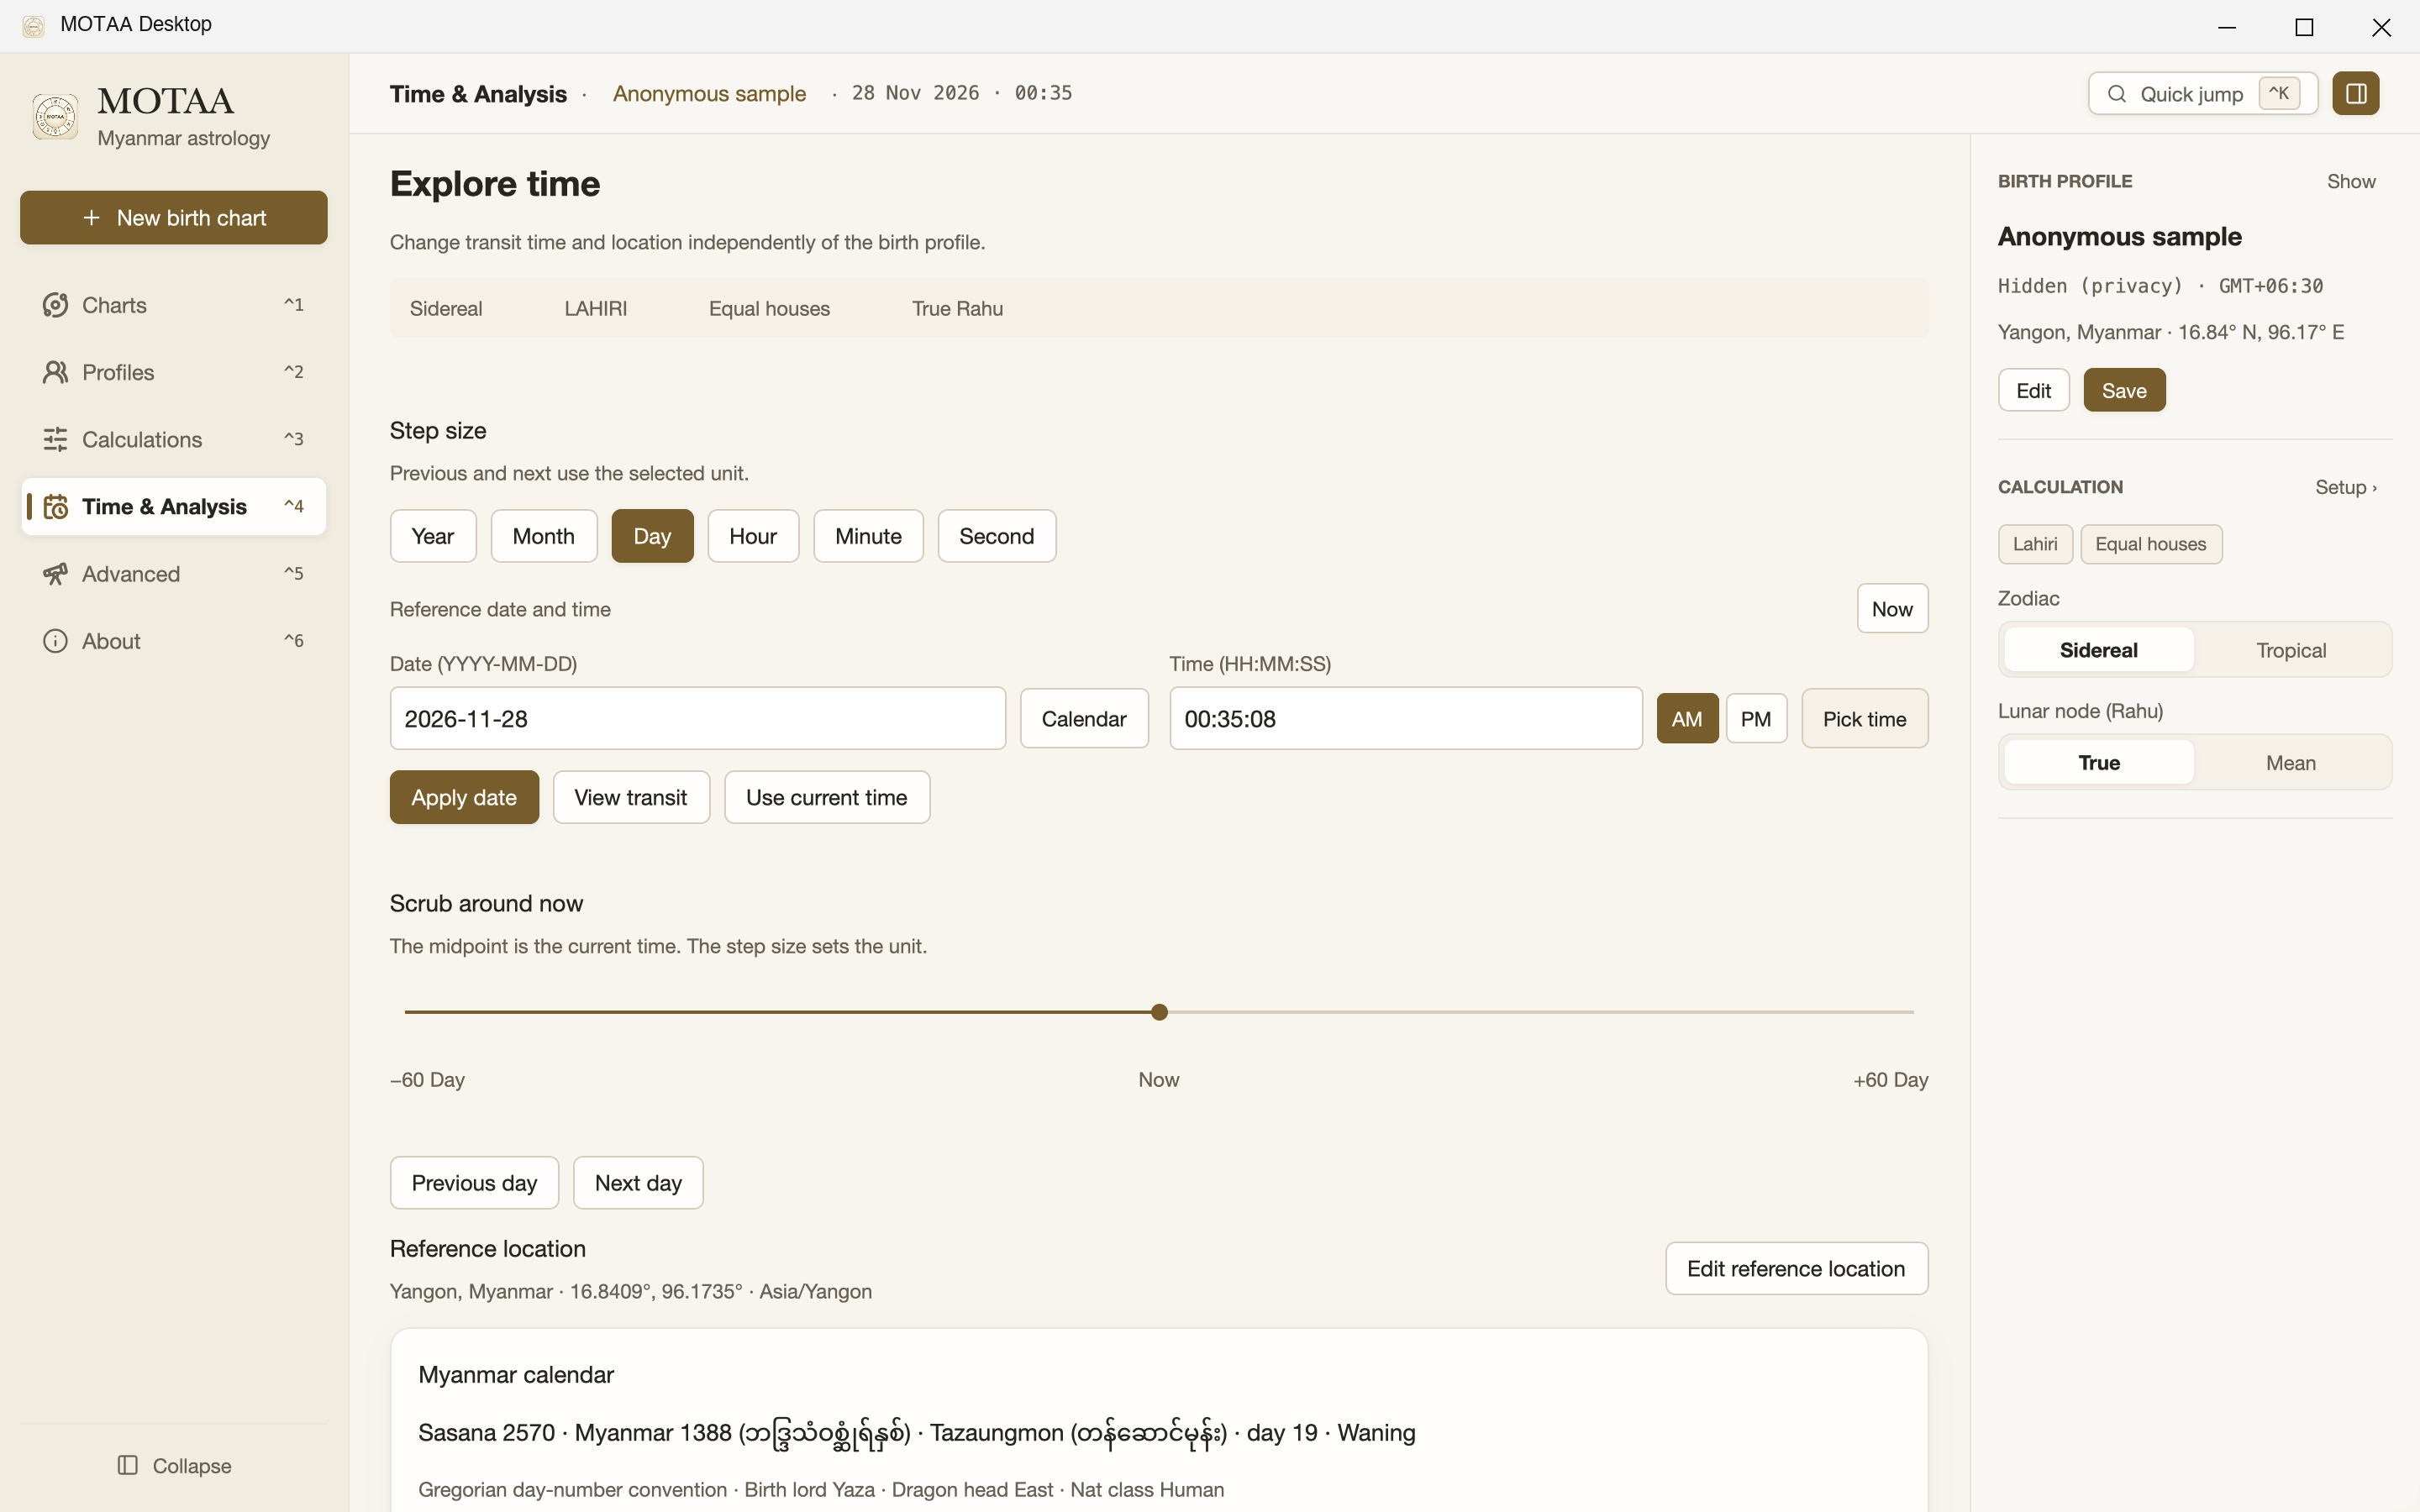 MOTAA Desktop
MOTAA
Myanmar astrology
New birth chart
Charts ^1
Profiles ^2
Calculations ^3
Time & Analysis ^4
Advanced ^5
About ^6
Collapse
Time & Analysis · Anonymous sample · 28 Nov 2026 · 00:35
Quick jump ^K
Explore time
Change transit time and location independently of the birth profile.
Sidereal LAHIRI Equal houses True Rahu
Step size
Previous and next use the selected unit.
Year Month Day Hour Minute Second
Reference date and time Now
Date (YYYY-MM-DD) Time (HH:MM:SS)
2026-11-28 Calendar 00:35:08 AM PM Pick time
Apply date View transit Use current time
Scrub around now
The midpoint is the current time. The step size sets the unit.
–60 Day Now +60 Day
Previous day Next day
Reference location
Edit reference location
Yangon, Myanmar · 16.8409°, 96.1735° · Asia/Yangon
Myanmar calendar
Sasana 2570 · Myanmar 1388 (ဘဒ္ဒြသံဝစ္ဆုံရ်နှစ်) · Tazaungmon (တန်ဆောင်မုန်း) · day 19 · Waning
Gregorian day-number convention · Birth lord Yaza · Dragon head East · Nat class Human
BIRTH PROFILE Show
Anonymous sample
Hidden (privacy) · GMT+06:30
Yangon, Myanmar · 16.84° N, 96.17° E
Edit Save
CALCULATION Setup ›
Lahiri Equal houses
Zodiac
Sidereal Tropical
Lunar node (Rahu)
True Mean